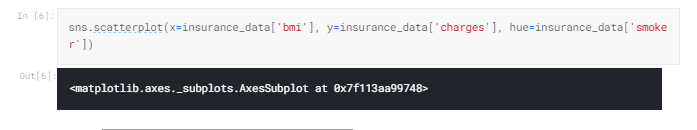 In [6]:
sns.scatterplot(x=insurance_data['bmi'], y=insurance_data['charges'], hue=insurance_data['smoke
r'])
Out[6]:
<matplotlib.axes._subplots.AxesSubplot at 0x7f113aa99748>